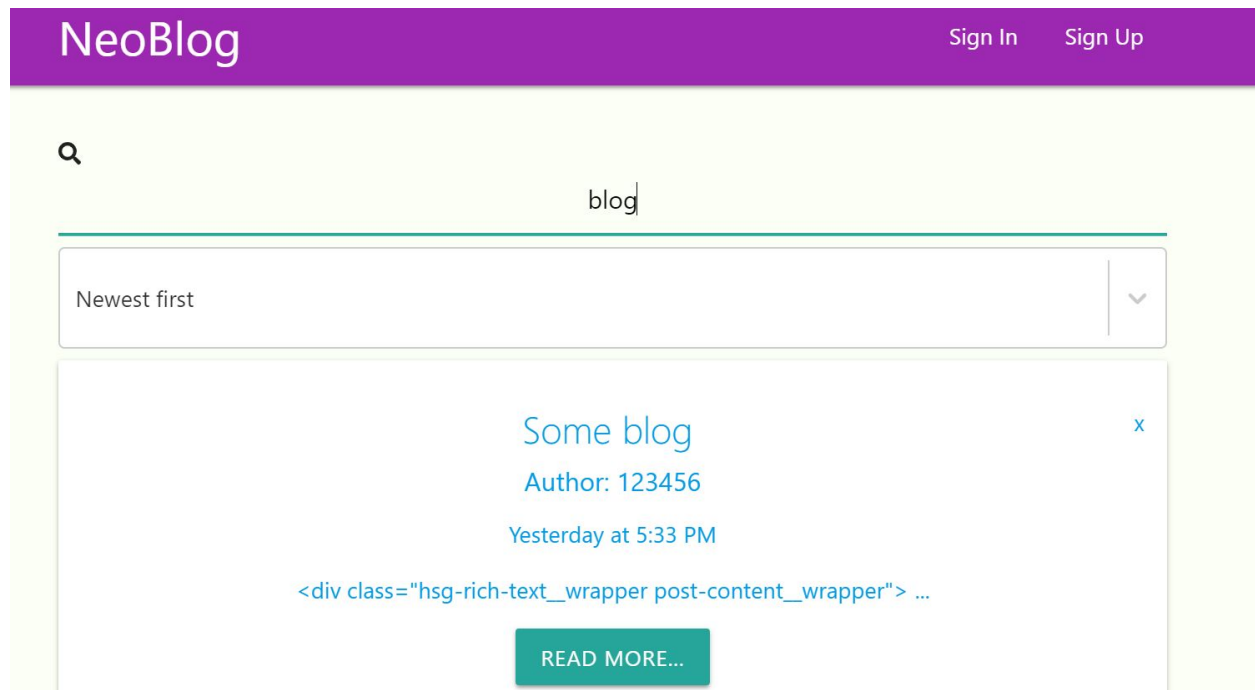 NeoBlog Sign In Sign Up
blog
Newest first
Some blog x
Author: 123456
Yesterday at 5:33 PM
<div class="hsg-rich-text__wrapper post-content__wrapper"> ...
READ MORE...